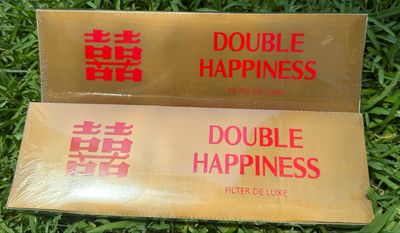 囍
DOUBLE
HAPPINESS
FILTER DE LUXE
囍
DOUBLE
HAPPINESS
FILTER DE LUXE